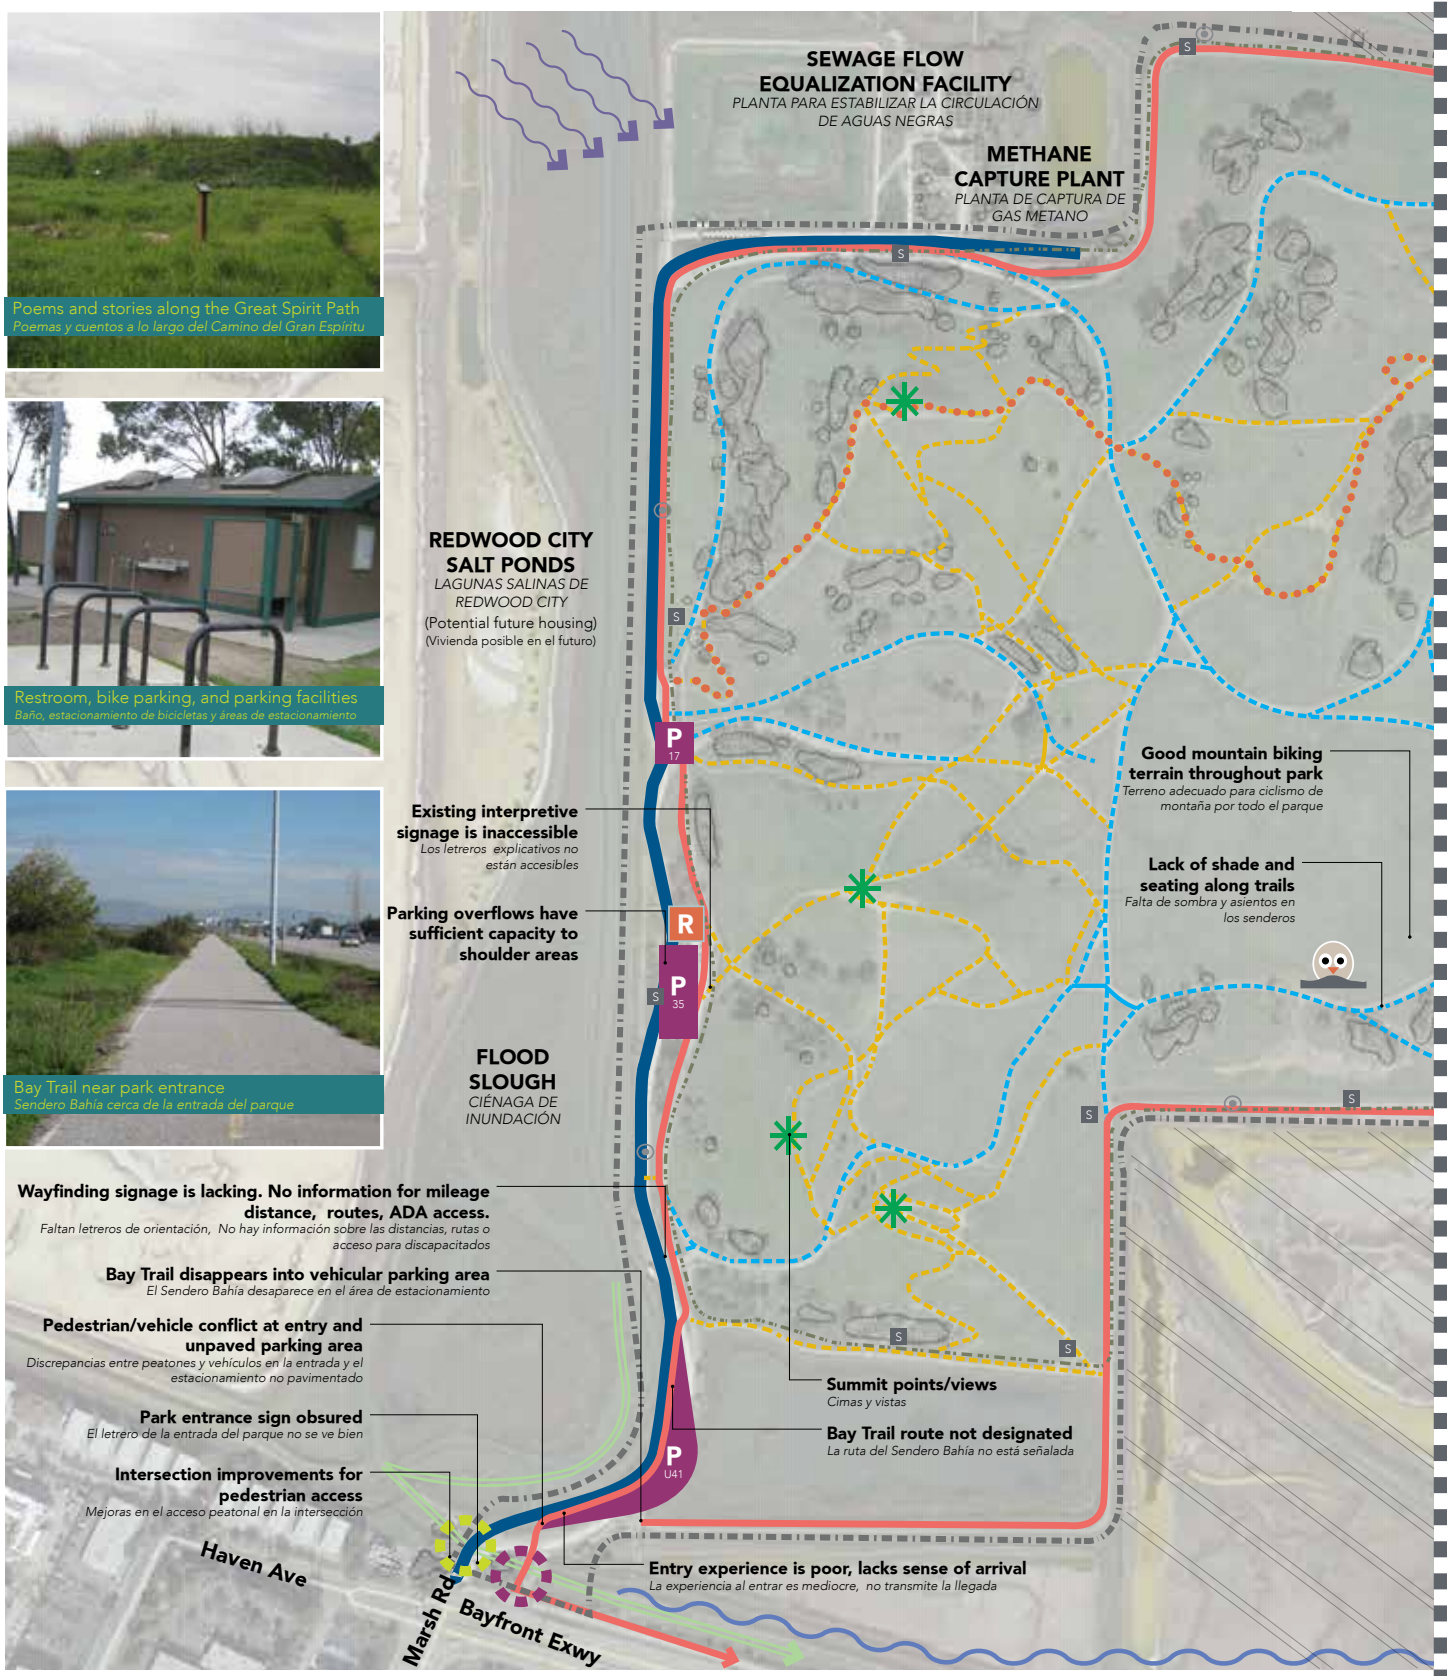 SEWAGE FLOW
EQUALIZATION FACILITY
PLANTA PARA ESTABILIZAR LA CIRCULACIÓN
DE AGUAS NEGRAS
S
METHANE
CAPTURE PLANT
PLANTA DE CAPTURA DE
GAS METANO
S
Poems and stories along the Great Spirit Path
Poemas y cuentos a lo largo del Camino del Gran Espíritu
REDWOOD CITY
SALT PONDS
LAGUNAS SALINAS DE
REDWOOD CITY
(Potential future housing)
(Vivienda posible en el futuro)
S
Restroom, bike parking, and parking facilities
Baño, estacionamiento de bicicletas y áreas de estacionamiento
P
17
Good mountain biking
terrain throughout park
Terreno adecuado para ciclismo de
montaña por todo el parque
Existing interpretive
signage is inaccessible
Los letreros explicativos no
están accesibles
Lack of shade and
seating along trails
Falta de sombra y asientos en
los senderos
Parking overflows have
sufficient capacity to
shoulder areas
R
P
35
S
FLOOD
SLOUGH
CIÉNAGA DE
INUNDACIÓN
Bay Trail near park entrance
Sendero Bahía cerca de la entrada del parque
S
S
Wayfinding signage is lacking. No information for mileage
distance, routes, ADA access.
Faltan letreros de orientación, No hay información sobre las distancias, rutas o
acceso para discapacitados
Bay Trail disappears into vehicular parking area
El Sendero Bahía desaparece en el área de estacionamiento
Pedestrian/vehicle conflict at entry and
unpaved parking area
Discrepancias entre peatones y vehículos en la entrada y el
estacionamiento no pavimentado
S
S
Summit points/views
Cimas y vistas
Park entrance sign obsured
El letrero de la entrada del parque no se ve bien
Bay Trail route not designated
La ruta del Sendero Bahía no está señalada
P
U41
Intersection improvements for
pedestrian access
Mejoras en el acceso peatonal en la intersección
Haven Ave
Marsh Rd
Bayfront Exwy
Entry experience is poor, lacks sense of arrival
La experiencia al entrar es mediocre, no transmite la llegada